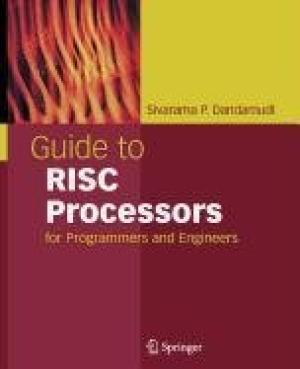 Sivarama P. Dandamudi
Guide to
RISC
Processors
for Programmers and Engineers
Springer